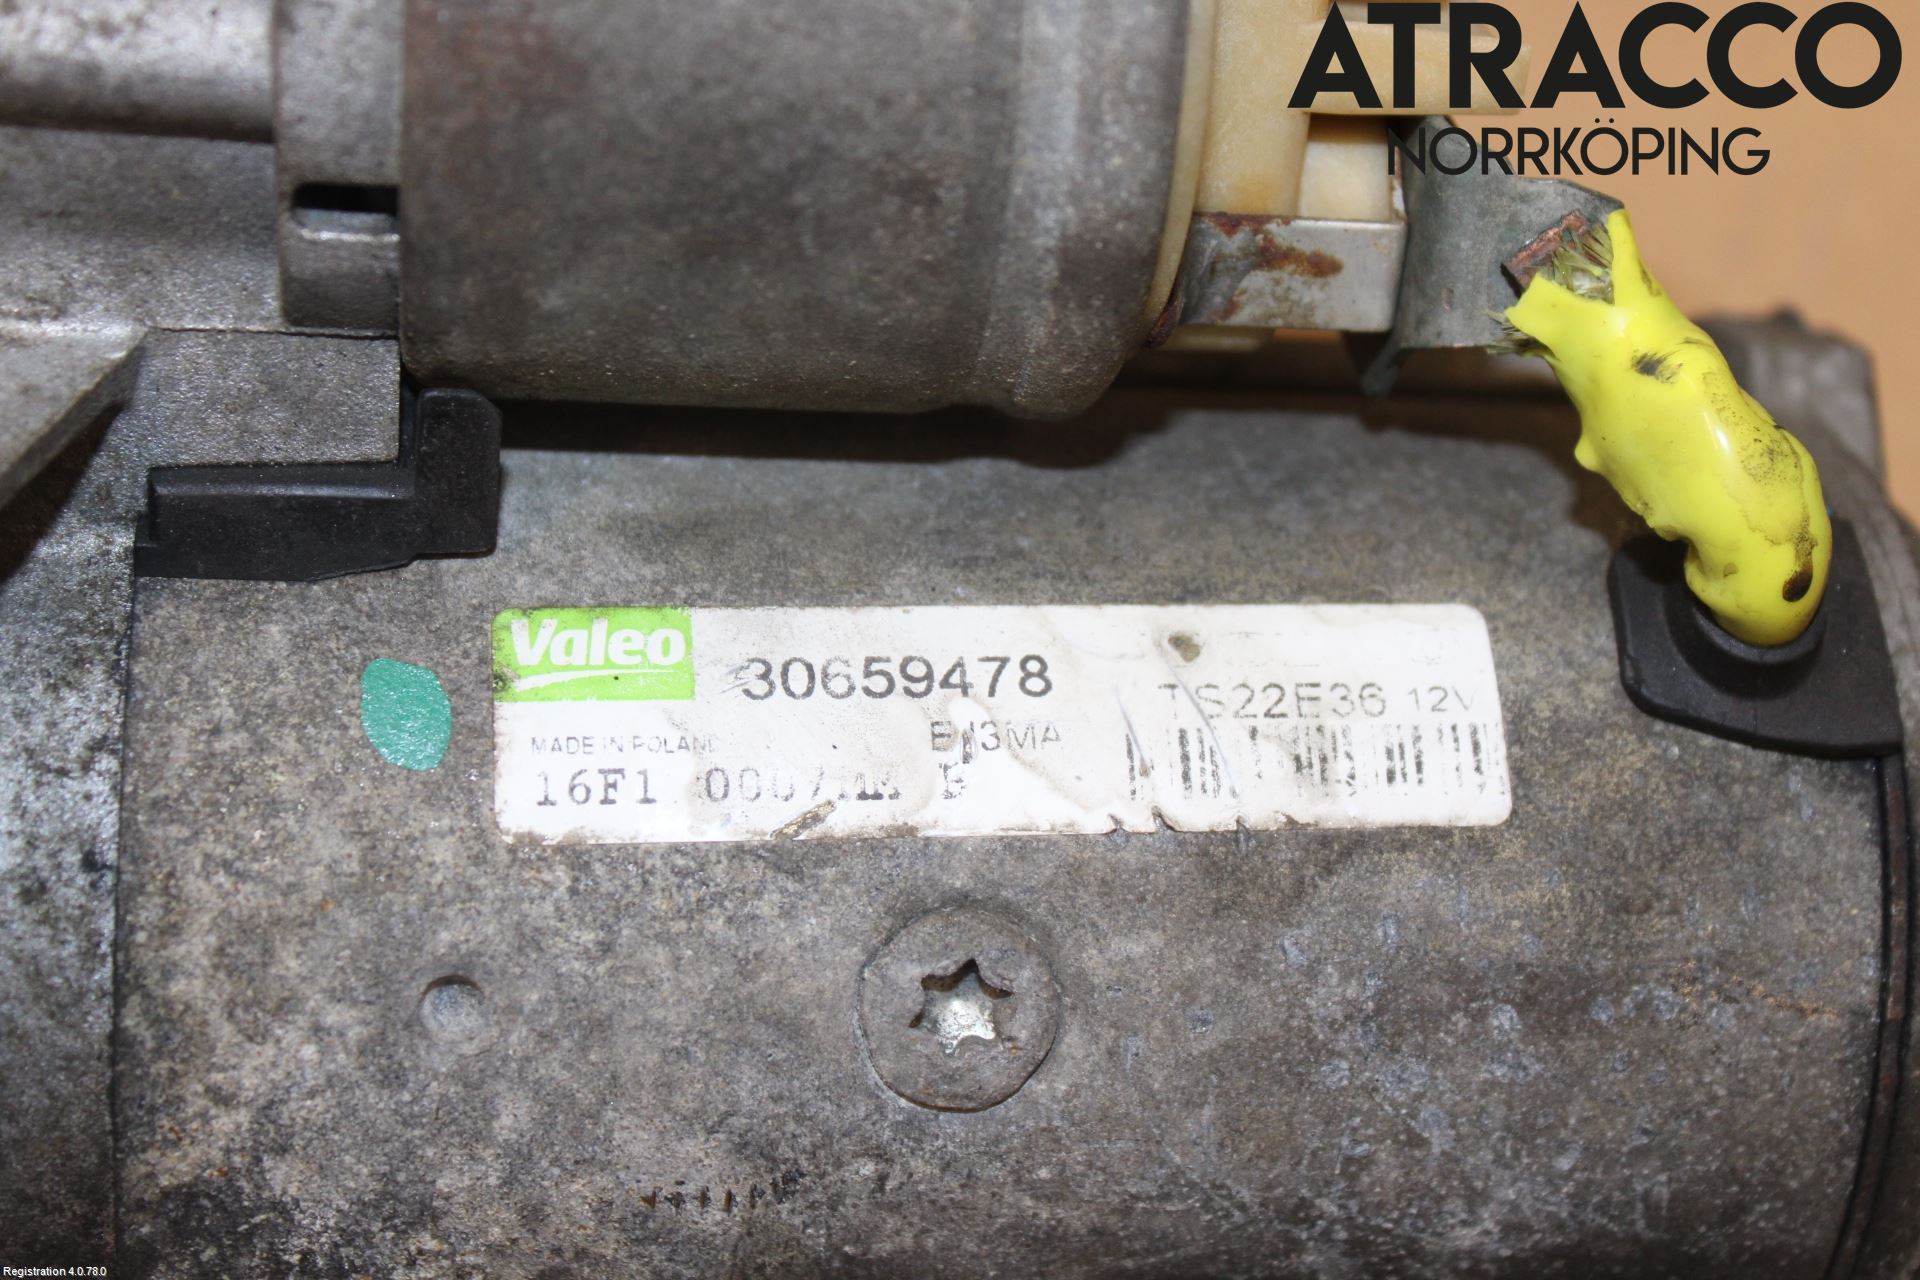 ATRACCO
NORRKÖPING
Valeo
30659478
TS22E36 12V
MADE IN POLAND
16F1
Registration 4.0.78.0